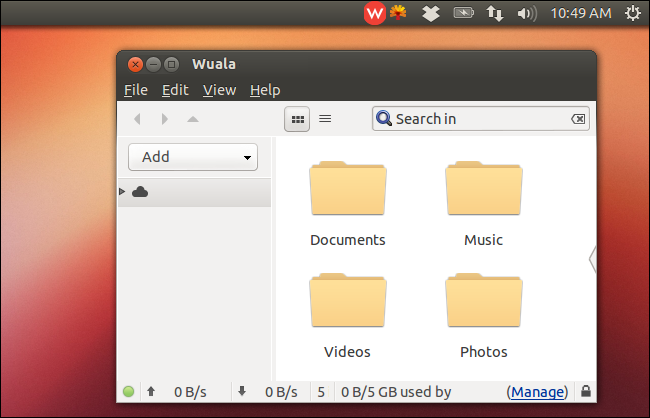 W
10:49 AM
Wuala
File Edit View Help
Search in
Add
Documents Music
Videos Photos
0 B/s 0 B/s 5 0 B/5 GB used by (Manage)